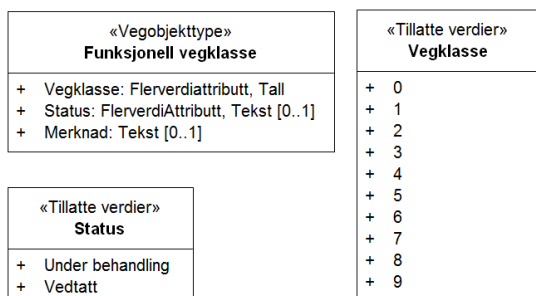 «Vegobjekttype»
Funksjonell vegklasse
+ Vegklasse: Flerverdiattributt, Tall
+ Status: FlerverdiAttributt, Tekst [0..1]
+ Merknad: Tekst [0..1]
«Tillatte verdier»
Status
+ Under behandling
+ Vedtatt
«Tillatte verdier»
Vegklasse
+ 0
+ 1
+ 2
+ 3
+ 4
+ 5
+ 6
+ 7
+ 8
+ 9